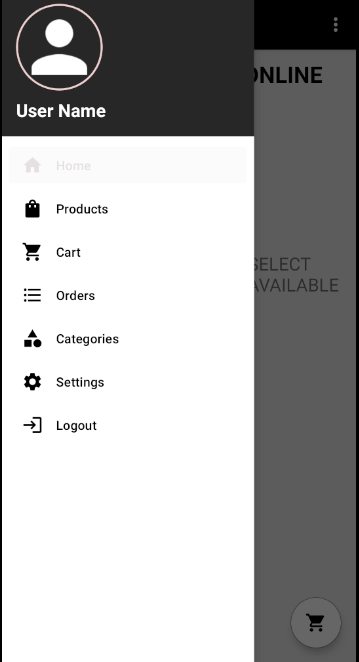 ONLINE
User Name
Home
Products
SELECT
AVAILABLE
Cart
Orders
Categories
Settings
Logout